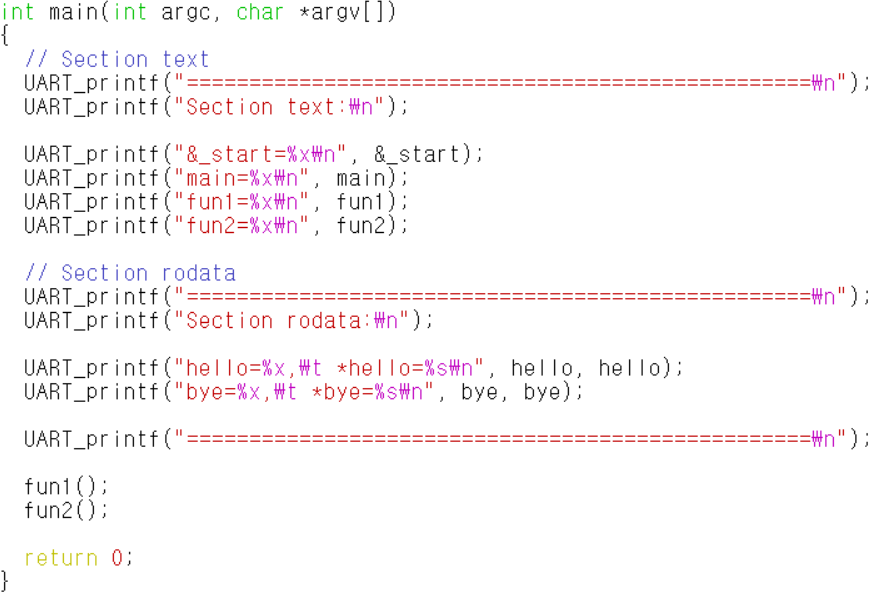 int main(int argc, char *argv[])
{
  // Section text
  UART_printf("==================================================₩n");
  UART_printf("Section text:₩n");
  UART_printf("&_start=%x₩n", &_start);
  UART_printf("main=%x₩n", main);
  UART_printf("fun1=%x₩n", fun1);
  UART_printf("fun2=%x₩n", fun2);
  // Section rodata
  UART_printf("==================================================₩n");
  UART_printf("Section rodata:₩n");
  UART_printf("hello=%x,₩t *hello=%s₩n", hello, hello);
  UART_printf("bye=%x,₩t *bye=%s₩n", bye, bye);
  UART_printf("==================================================₩n");
  fun1();
  fun2();
  return 0;
}